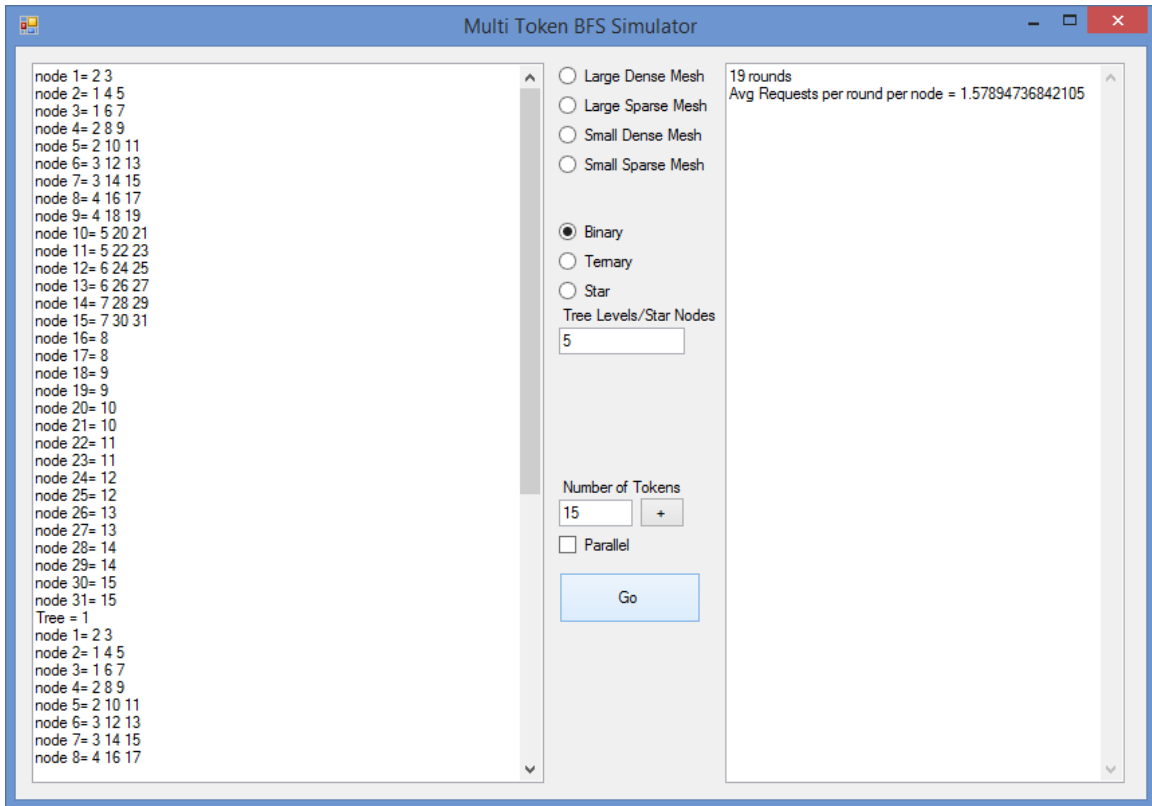 Multi Token BFS Simulator
node 1= 2 3
node 2= 1 4 5
node 3= 1 6 7
node 4= 2 8 9
node 5= 2 10 11
node 6= 3 12 13
node 7= 3 14 15
node 8= 4 16 17
node 9= 4 18 19
node 10= 5 20 21
node 11= 5 22 23
node 12= 6 24 25
node 13= 6 26 27
node 14= 7 28 29
node 15= 7 30 31
node 16= 8
node 17= 8
node 18= 9
node 19= 9
node 20= 10
node 21= 10
node 22= 11
node 23= 11
node 24= 12
node 25= 12
node 26= 13
node 27= 13
node 28= 14
node 29= 14
node 30= 15
node 31= 15
Tree = 1
node 1= 2 3
node 2= 1 4 5
node 3= 1 6 7
node 4= 2 8 9
node 5= 2 10 11
node 6= 3 12 13
node 7= 3 14 15
node 8= 4 16 17
Large Dense Mesh
Large Sparse Mesh
Small Dense Mesh
Small Sparse Mesh
Binary
Ternary
Star
Tree Levels/Star Nodes
5
Number of Tokens
15
+
Parallel
Go
19 rounds
Avg Requests per round per node = 1.57894736842105